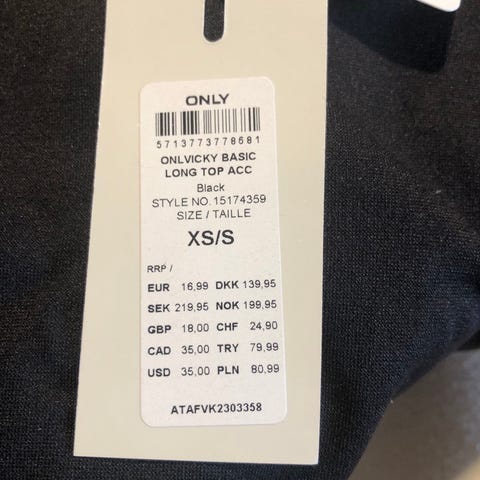 ONLY
5713773778681
ONLVICKY BASIC
LONG TOP ACC
Black
STYLE NO. 15174359
SIZE / TAILLE
XS/S
RRP /
EUR 16,99 DKK 139,95
SEK 219,95 NOK 199,95
GBP 18,00 CHF 24,90
CAD 35,00 TRY 79,99
USD 35,00 PLN 80,99
ATAFVK2303358